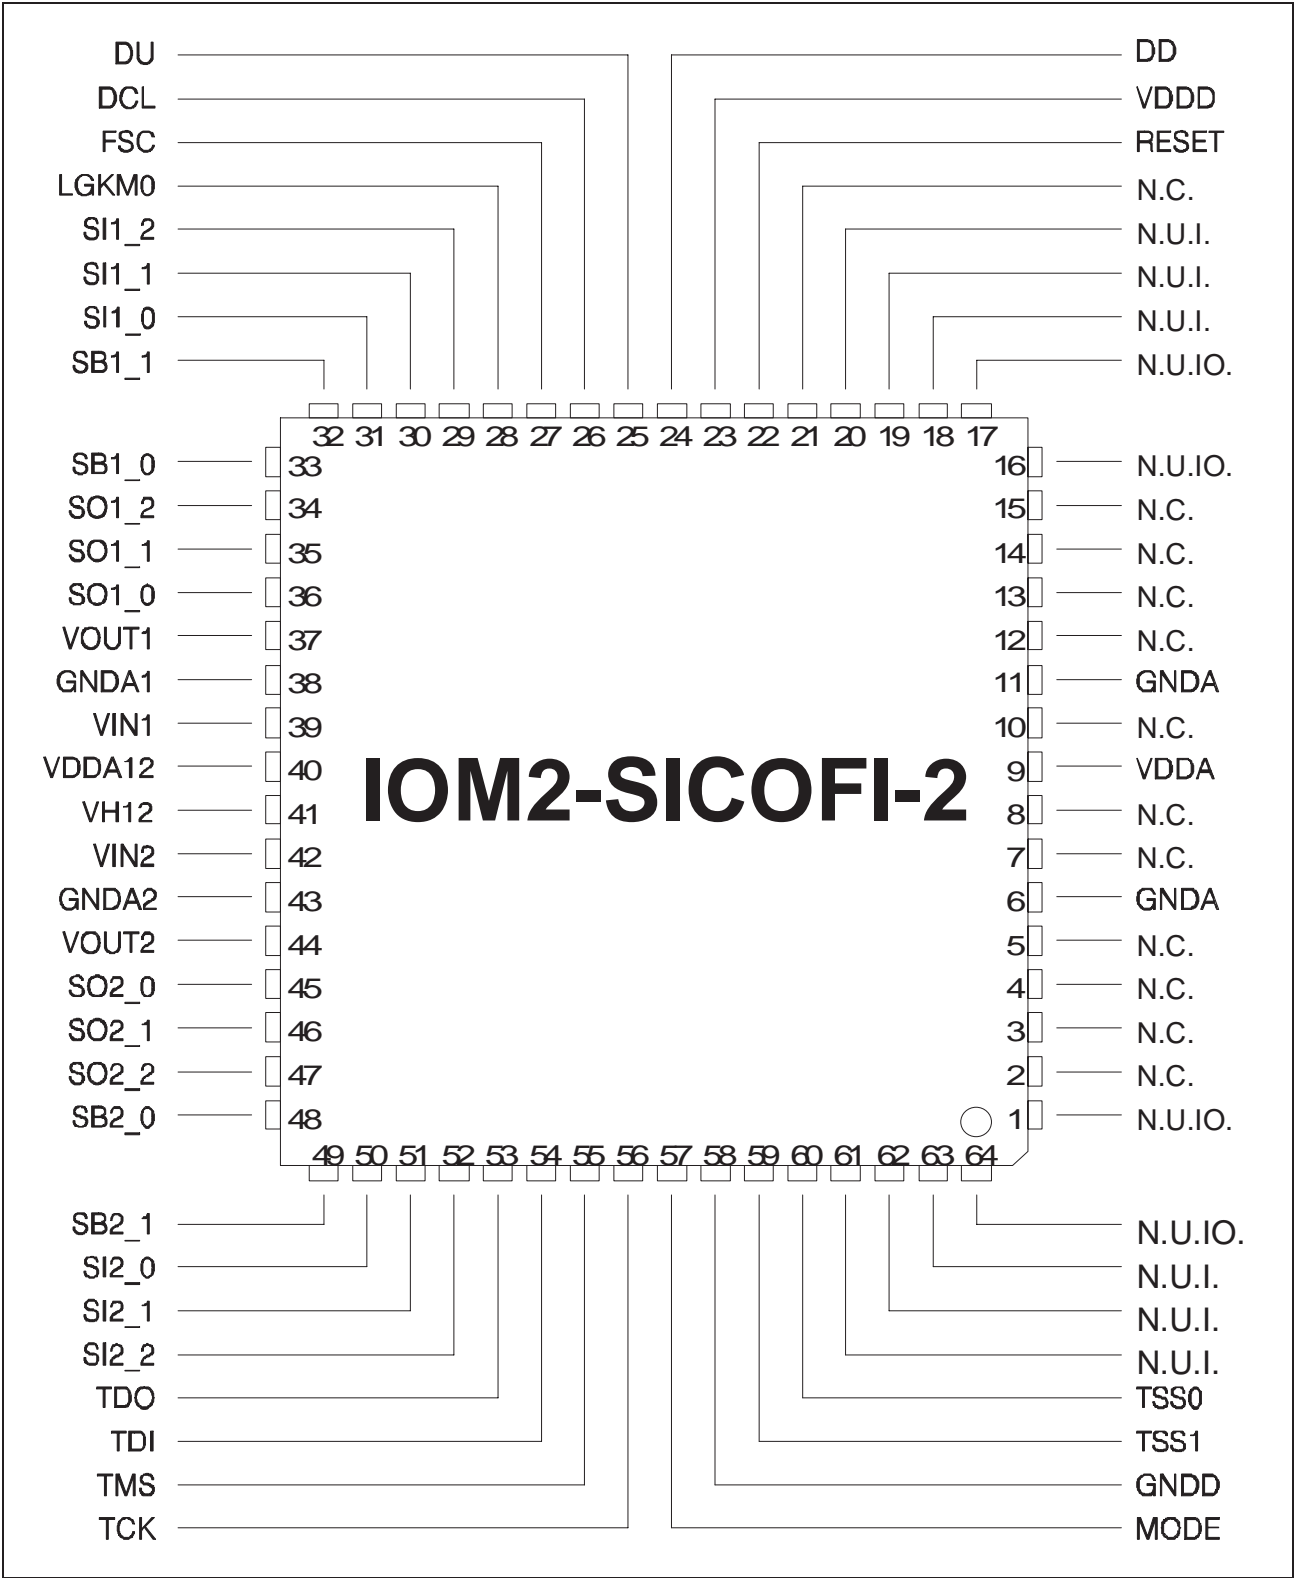 DU DD
DCL VDDD
FSC RESET
LGKM0 N.C.
SI1_2 N.U.I.
SI1_1 N.U.I.
SI1_0 N.U.I.
SB1_1 N.U.IO.
32 31 30 29 28 27 26 25 24 23 22 21 20 19 18 17
SB1_0 33 16 N.U.IO.
SO1_2 34 15 N.C.
SO1_1 35 14 N.C.
SO1_0 36 13 N.C.
VOUT1 37 12 N.C.
GNDA1 38 11 GNDA
VIN1 39 10 N.C.
VDDA12 40 9 VDDA
IOM2-SICOFI-2
VH12 41 8 N.C.
VIN2 42 7 N.C.
GNDA2 43 6 GNDA
VOUT2 44 5 N.C.
SO2_0 45 4 N.C.
SO2_1 46 3 N.C.
SO2_2 47 2 N.C.
SB2_0 48 1 N.U.IO.
49 50 51 52 53 54 55 56 57 58 59 60 61 62 63 64
SB2_1 N.U.IO.
SI2_0 N.U.I.
SI2_1 N.U.I.
SI2_2 N.U.I.
TDO TSS0
TDI TSS1
TMS GNDD
TCK MODE